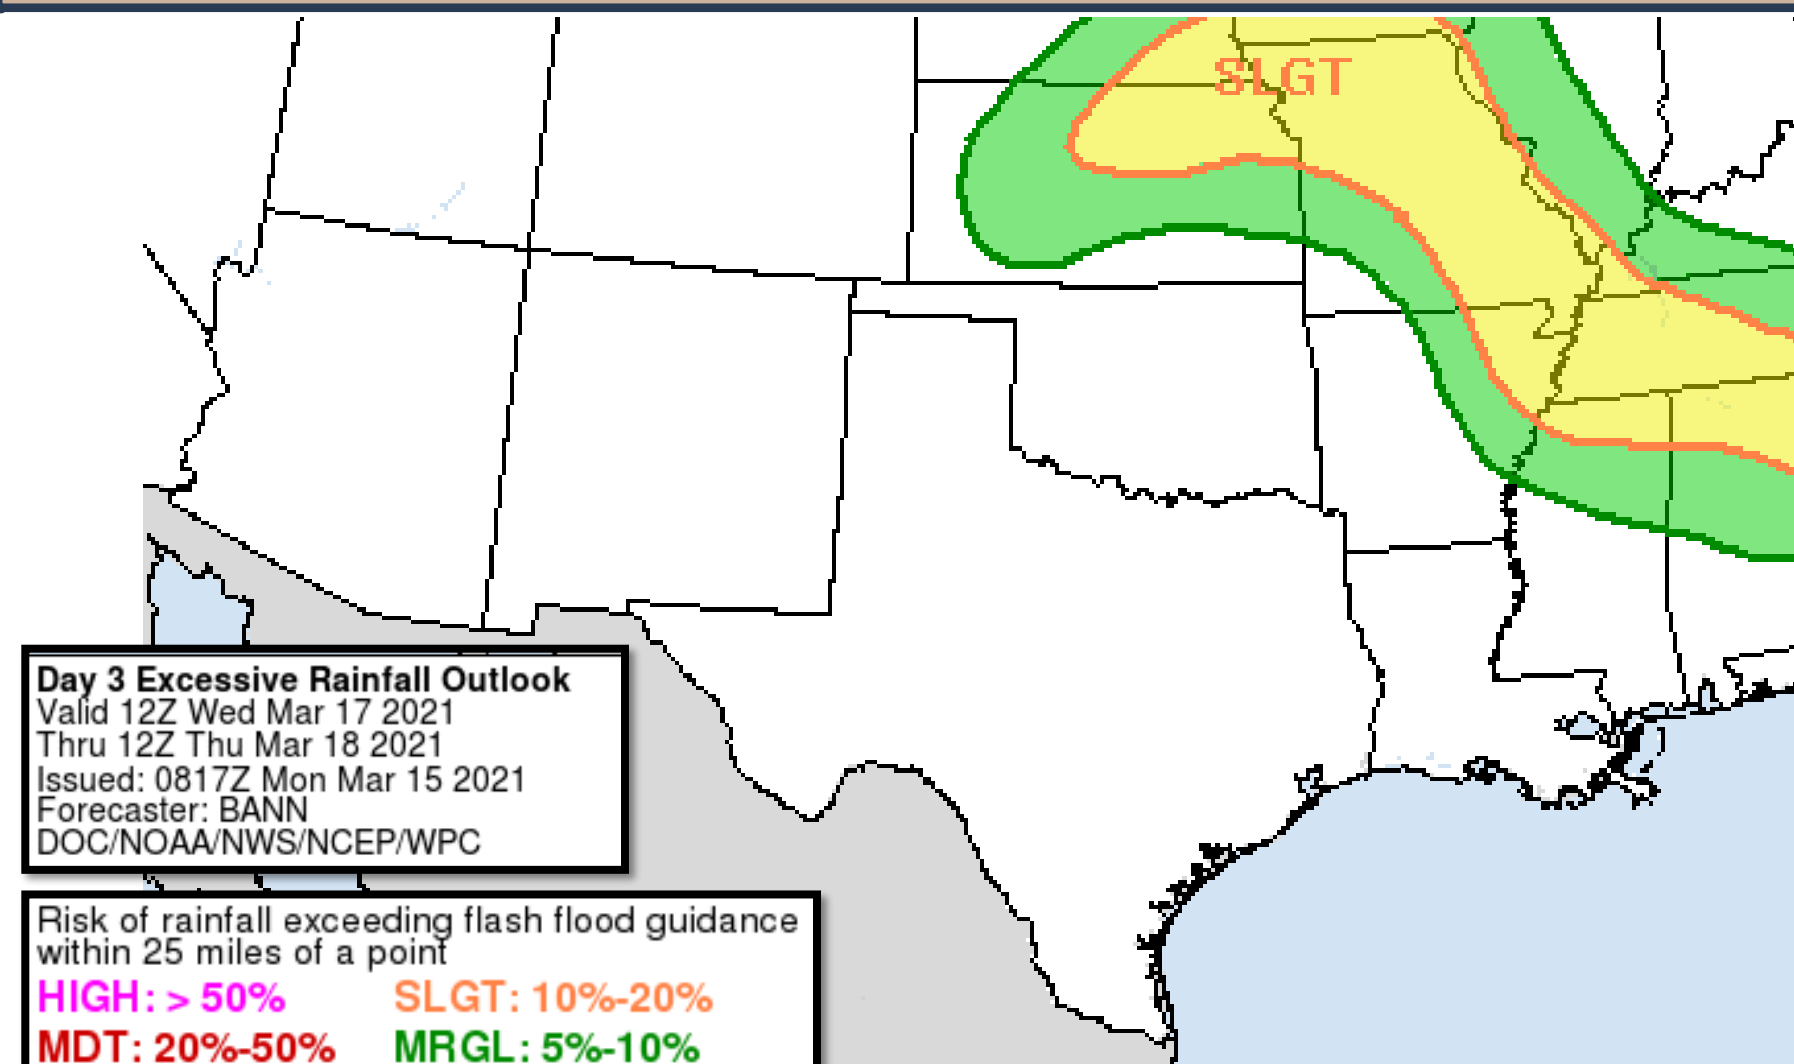 SLGT
Day 3 Excessive Rainfall Outlook
Valid 12Z Wed Mar 17 2021
Thru 12Z Thu Mar 18 2021
Issued: 0817Z Mon Mar 15 2021
Forecaster: BANN
DOC/NOAA/NWS/NCEP/WPC
Risk of rainfall exceeding flash flood guidance
within 25 miles of a point
HIGH: > 50% SLGT: 10%-20%
MDT: 20%-50% MRGL: 5%-10%